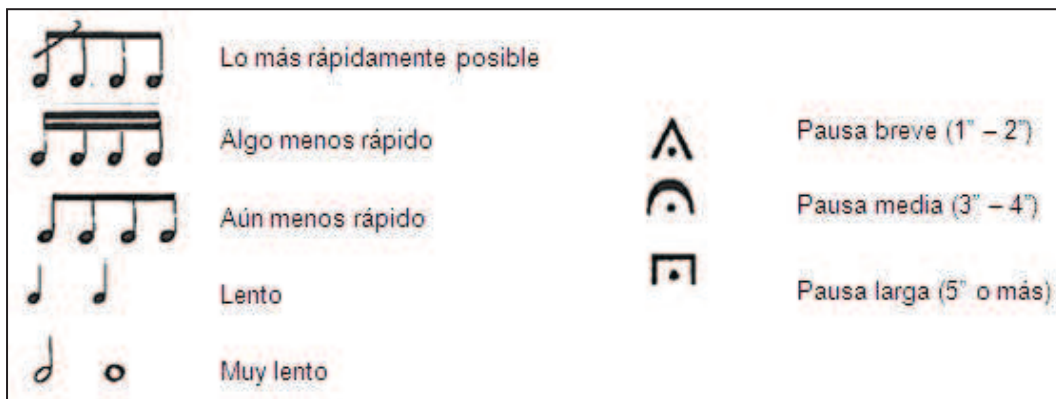 Lo más rápidamente posible
Algo menos rápido
Aún menos rápido
Lento
Muy lento
Pausa breve (1” – 2”)
Pausa media (3” – 4”)
Pausa larga (5” o más)